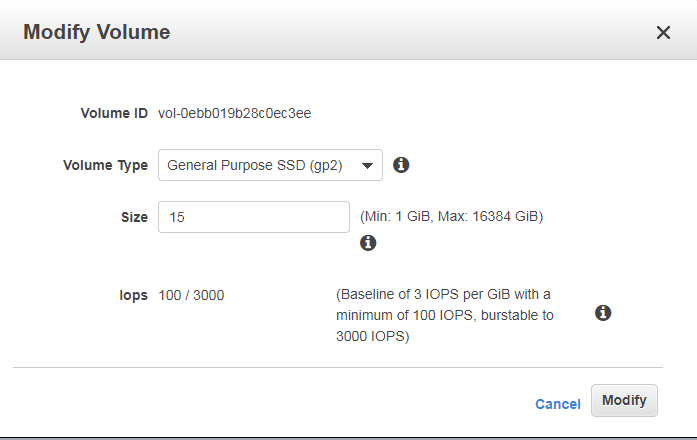 Modify Volume
Volume ID vol-0ebb019b28c0ec3ee
Volume Type General Purpose SSD (gp2)
Size 15 (Min: 1 GiB, Max: 16384 GiB)
Iops 100 / 3000 (Baseline of 3 IOPS per GiB with a
minimum of 100 IOPS, burstable to
3000 IOPS)
Cancel Modify